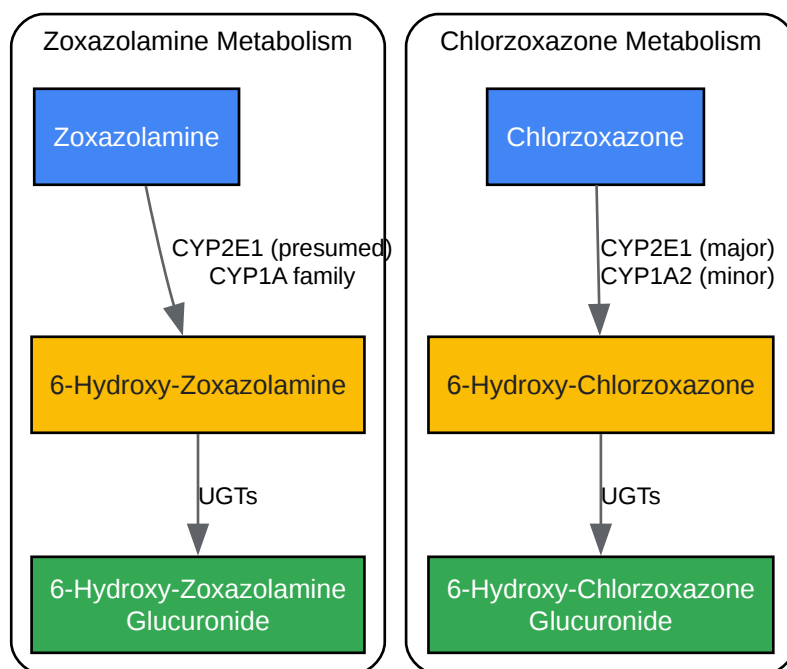 Zoxazolamine Metabolism
Zoxazolamine
CYP2E1 (presumed)
CYP1A family
6-Hydroxy-Zoxazolamine
UGTs
6-Hydroxy-Zoxazolamine
Glucuronide
Chlorzoxazone Metabolism
Chlorzoxazone
CYP2E1 (major)
CYP1A2 (minor)
6-Hydroxy-Chlorzoxazone
UGTs
6-Hydroxy-Chlorzoxazone
Glucuronide